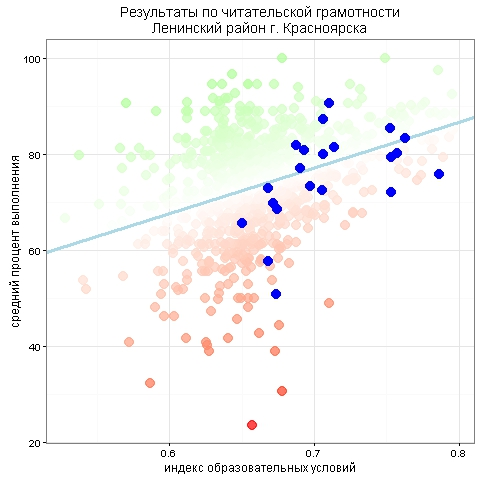 Результаты по читательской грамотности
Ленинский район г. Красноярска
средний процент выполнения
100
80
60
40
20
0.6
0.7
0.8
индекс образовательных условий